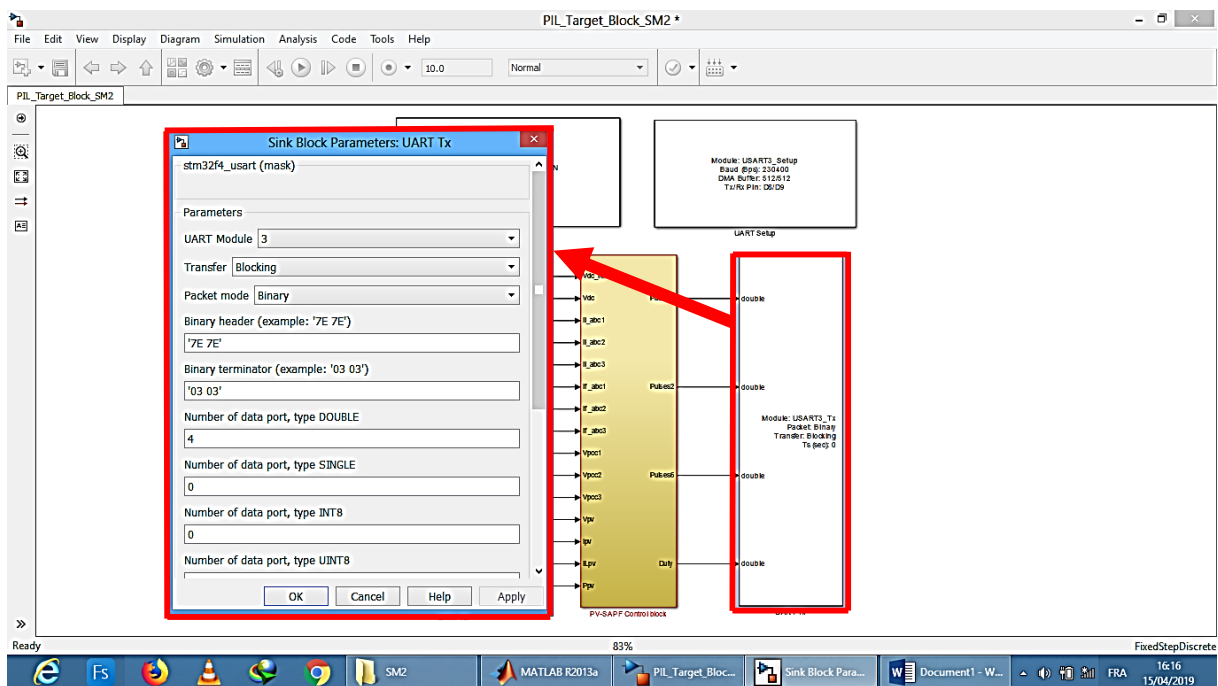 PIL_Target_Block_SM2 *
File Edit View Display Diagram Simulation Analysis Code Tools Help
10.0 Normal
PIL_Target_Block_SM2
Sink Block Parameters: UART Tx
stm32f4_usart (mask)
Parameters
UART Module 3
Transfer Blocking
Packet mode Binary
Binary header (example: '7E 7E')
'7E 7E'
Binary terminator (example: '03 03')
'03 03'
Number of data port, type DOUBLE
4
Number of data port, type SINGLE
0
Number of data port, type INT8
0
Number of data port, type UINT8
OK Cancel Help Apply
Module: USART3_Setup
Baud (Bps): 230400
DMA Buffer: 512/512
Tx/Rx Pin: D8/D9
UART Setup
Vdc
Il_abc1
Il_abc2
Il_abc3
If_abc1
If_abc2
If_abc3
Vpcc1
Vpcc2
Vpcc3
Vpv
Ipv
ILpv
Ppv
Pulses2
Pulses6
Duty
PV-SAPF Control block
double
double
double
double
Module: USART3_Tx
Packet: Binary
Transfer: Blocking
Ts (sec): 0
Ready 83% FixedStepDiscrete
Fs SM2 MATLAB R2013a PIL_Target_Bloc... Sink Block Para... Document1 - W... FRA 16:16
15/04/2019